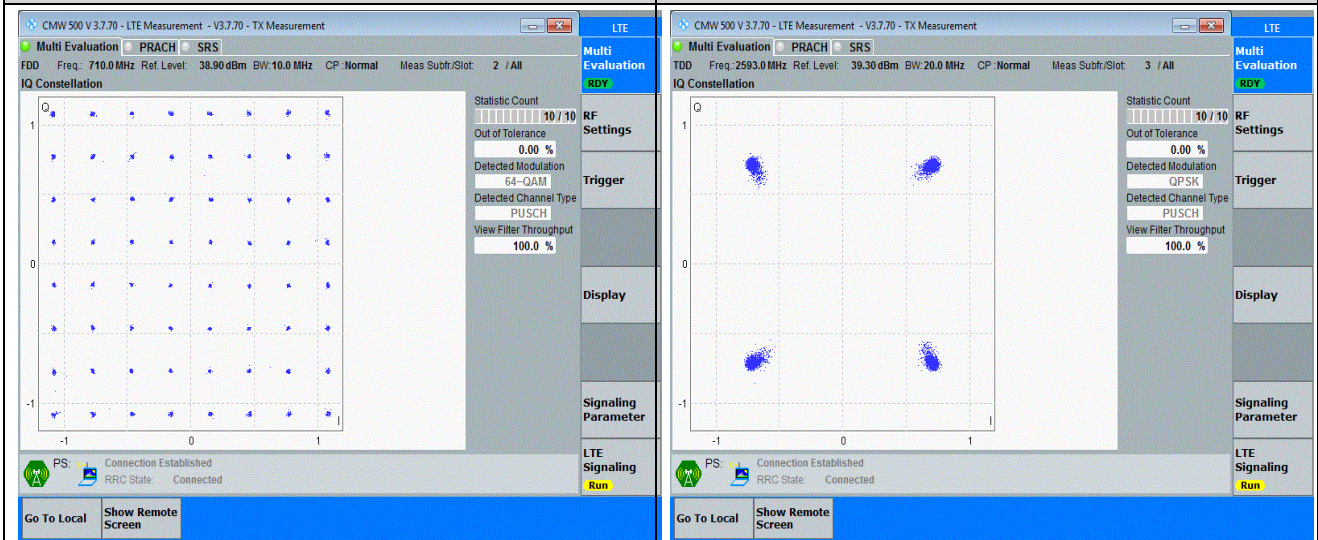 CMW 500 V 3.7.70 - LTE Measurement - V3.7.70 - TX Measurement
LTE
Multi Evaluation PRACH SRS
Multi Evaluation
RDY
FDD Freq.: 710.0 MHz Ref. Level: 38.90 dBm BW: 10.0 MHz CP : Normal Meas Subfr./Slot: 2 / All
IQ Constellation
Q
1
0
-1
-1 0 1
I
Statistic Count
10 / 10
Out of Tolerance
0.00 %
Detected Modulation
64-QAM
Detected Channel Type
PUSCH
View Filter Throughput
100.0 %
RF Settings
Trigger
Display
Signaling Parameter
LTE Signaling
Run
PS: Connection Established
RRC State: Connected
Go To Local
Show Remote Screen
CMW 500 V 3.7.70 - LTE Measurement - V3.7.70 - TX Measurement
LTE
Multi Evaluation PRACH SRS
Multi Evaluation
RDY
TDD Freq.: 2593.0 MHz Ref. Level: 39.30 dBm BW: 20.0 MHz CP : Normal Meas Subfr./Slot: 3 / All
IQ Constellation
Q
1
0
-1
-1 0 1
I
Statistic Count
10 / 10
Out of Tolerance
0.00 %
Detected Modulation
QPSK
Detected Channel Type
PUSCH
View Filter Throughput
100.0 %
RF Settings
Trigger
Display
Signaling Parameter
LTE Signaling
Run
PS: Connection Established
RRC State: Connected
Go To Local
Show Remote Screen